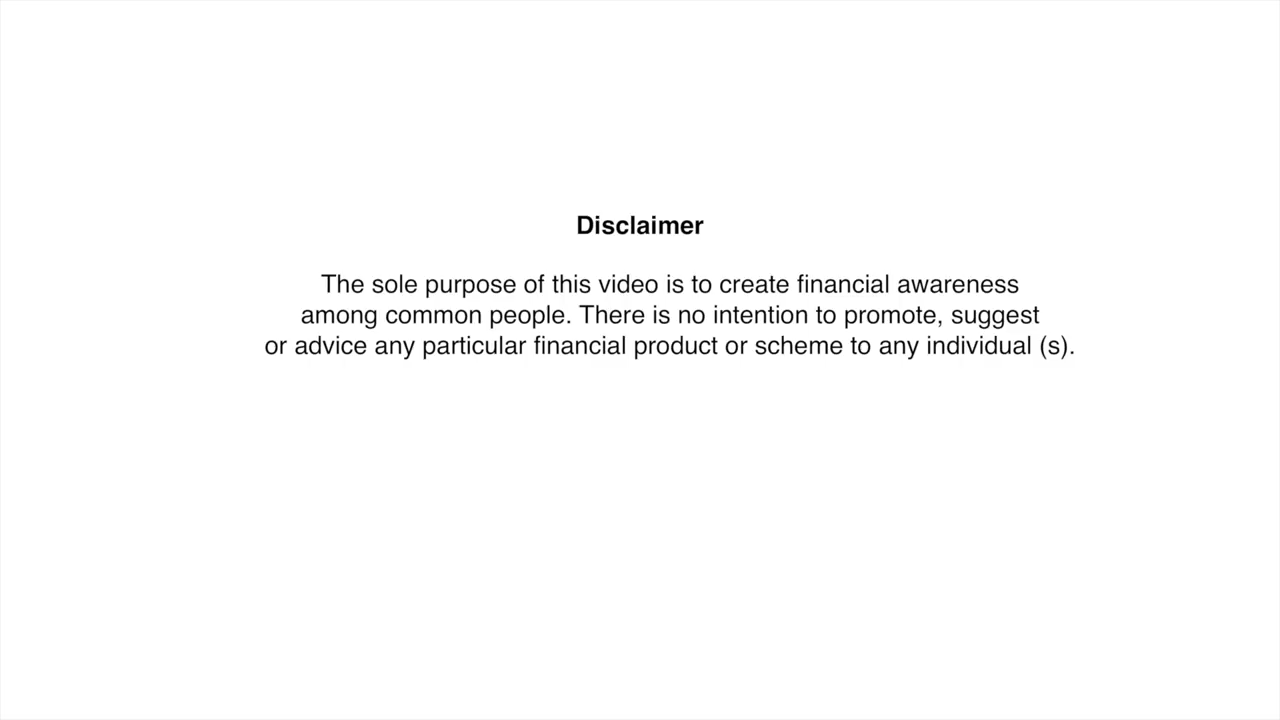 Disclaimer
The sole purpose of this video is to create financial awareness
among common people. There is no intention to promote, suggest
or advice any particular financial product or scheme to any individual (s).